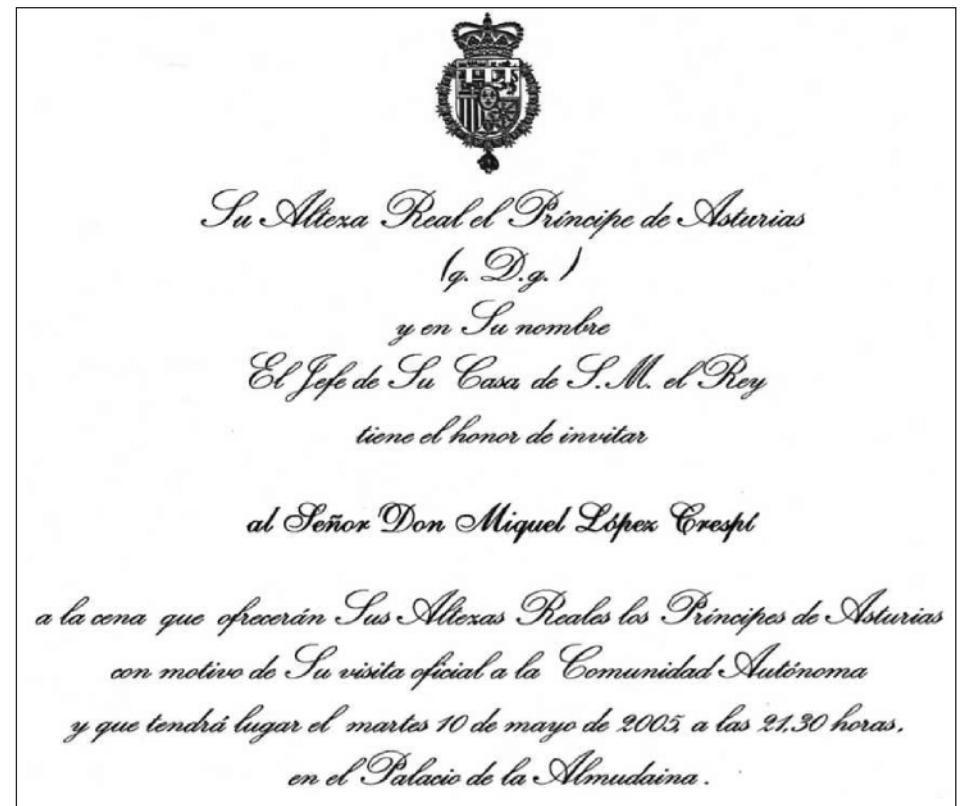 Su Alteza Real el Príncipe de Asturias
(q. D.g. )
y en Su nombre
El Jefe de Su Casa de S.M. el Rey
tiene el honor de invitar
al Señor Don Miquel López Crespí
a la cena que ofrecerán Sus Altezas Reales los Príncipes de Asturias
con motivo de Su visita oficial a la Comunidad Autónoma
y que tendrá lugar el martes 10 de mayo de 2005, a las 21,30 horas,
en el Palacio de la Almudaina.